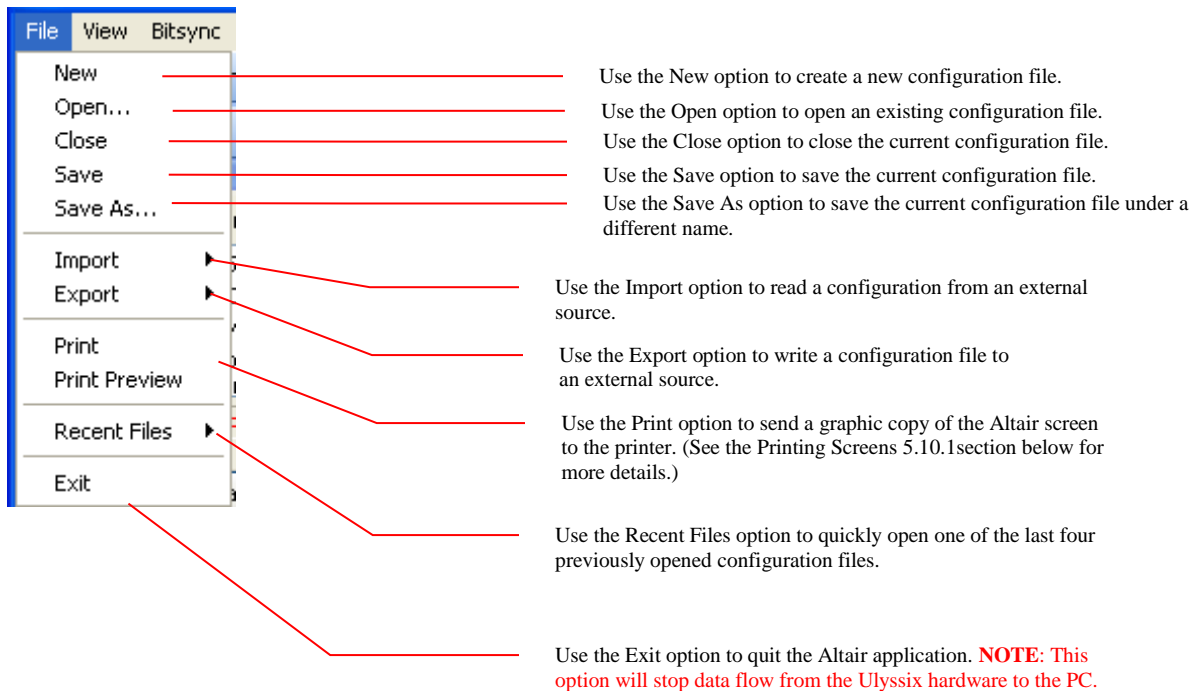 File View Bitsync
New
Open...
Close
Save
Save As...
Import
Export
Print
Print Preview
Recent Files
Exit
Use the New option to create a new configuration file.
Use the Open option to open an existing configuration file.
Use the Close option to close the current configuration file.
Use the Save option to save the current configuration file.
Use the Save As option to save the current configuration file under a
different name.
Use the Import option to read a configuration from an external
source.
Use the Export option to write a configuration file to
an external source.
Use the Print option to send a graphic copy of the Altair screen
to the printer. (See the Printing Screens 5.10.1section below for
more details.)
Use the Recent Files option to quickly open one of the last four
previously opened configuration files.
Use the Exit option to quit the Altair application. NOTE: This
option will stop data flow from the Ulyssix hardware to the PC.